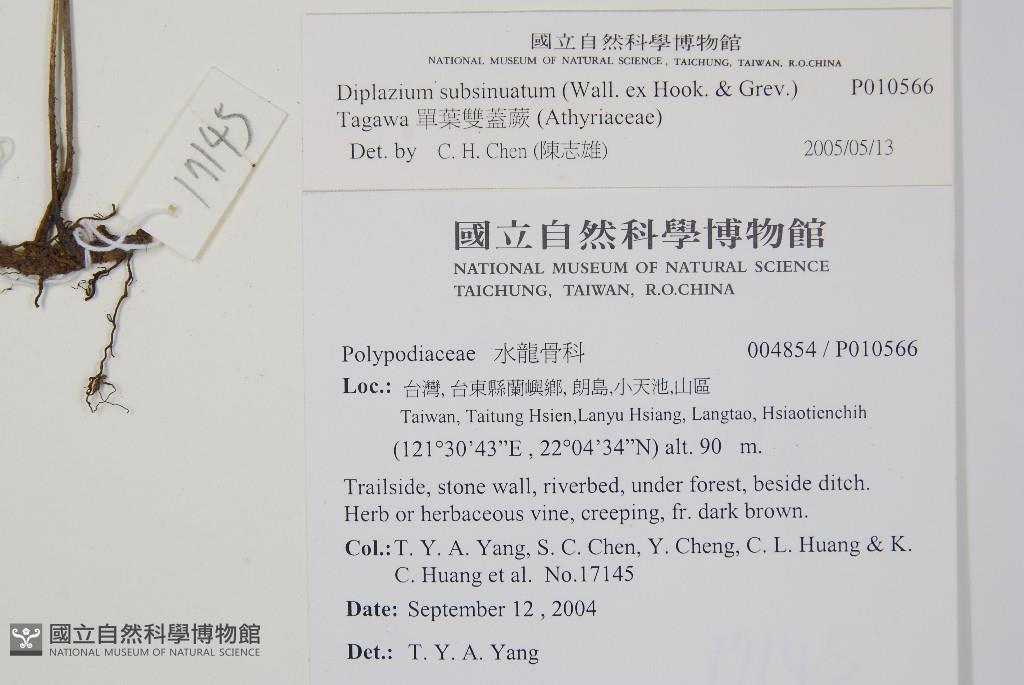 國立自然科學博物館
NATIONAL MUSEUM OF NATURAL SCIENCE, TAICHUNG, TAIWAN, R.O.CHINA
Diplazium subsinuatum (Wall. ex Hook. & Grev.) P010566
Tagawa 單葉雙蓋蕨 (Athyriaceae)
Det. by C. H. Chen (陳志雄) 2005/05/13
17145
國立自然科學博物館
NATIONAL MUSEUM OF NATURAL SCIENCE
TAICHUNG, TAIWAN, R.O.CHINA
Polypodiaceae 水龍骨科 004854 / P010566
Loc.: 台灣, 台東縣蘭嶼鄉, 朗島,小天池,山區
Taiwan, Taitung Hsien,Lanyu Hsiang, Langtao, Hsiaotienchih
(121°30’43”E , 22°04’34”N) alt. 90 m.
Trailside, stone wall, riverbed, under forest, beside ditch.
Herb or herbaceous vine, creeping, fr. dark brown.
Col.: T. Y. A. Yang, S. C. Chen, Y. Cheng, C. L. Huang & K.
C. Huang et al. No.17145
Date: September 12 , 2004
Det.: T. Y. A. Yang
國立自然科學博物館
NATIONAL MUSEUM OF NATURAL SCIENCE